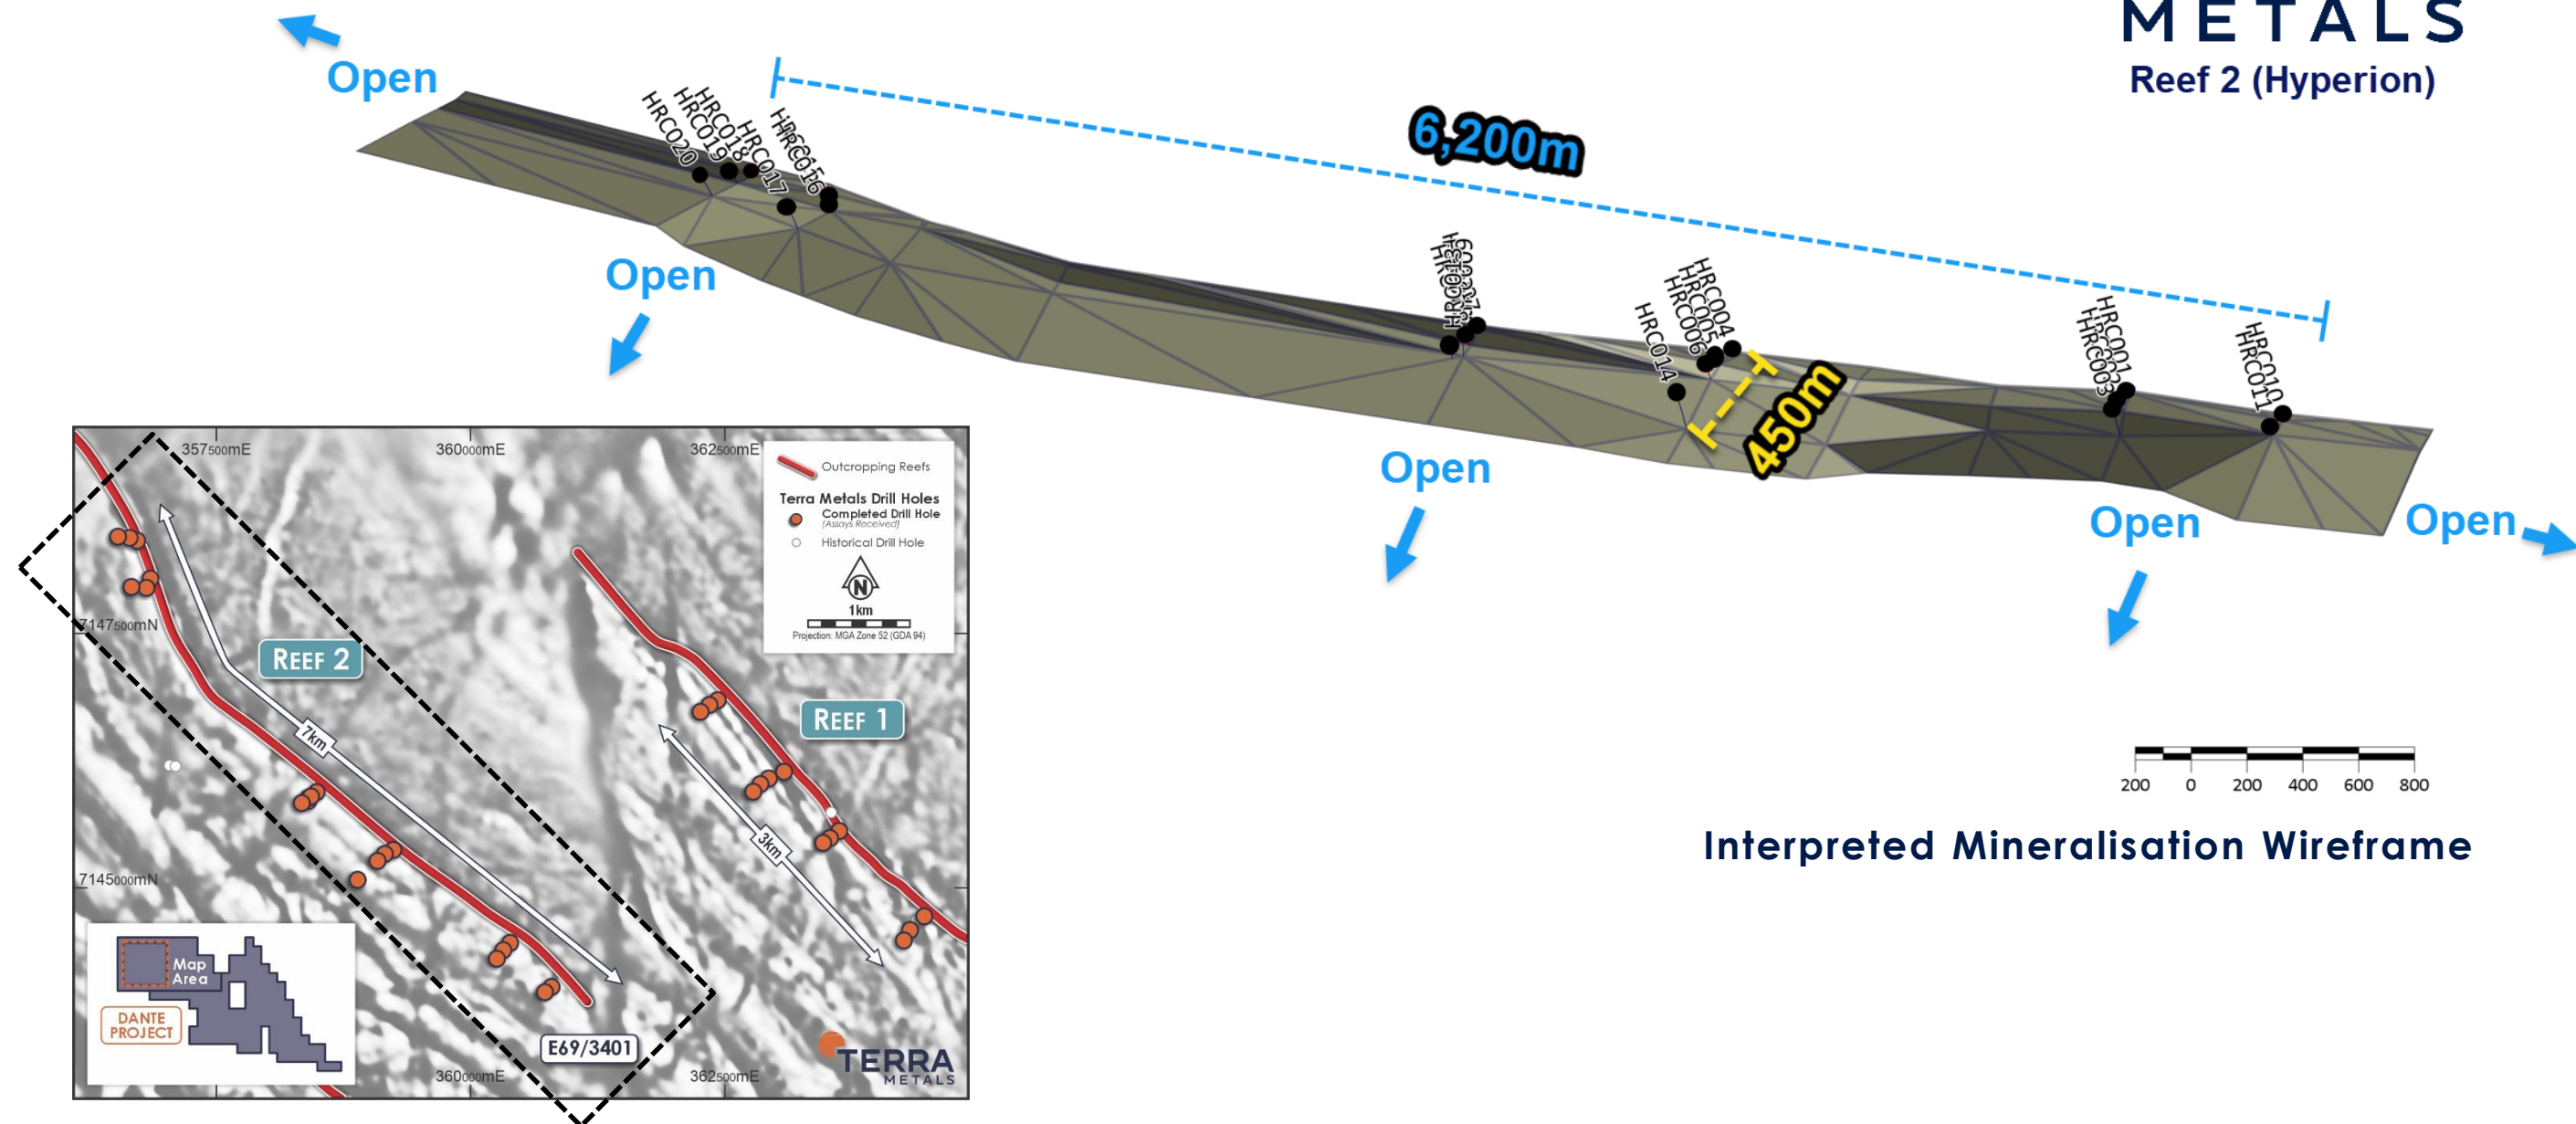 METALS
Reef 2 (Hyperion)
Open
6,200m
HRC020
HRC019
HRC018
HRC017
HRC016
HRC004
HRC005
HRC006
HRC014
450m
HRC001
HRC003
HRC010
HRC011
Open
Open
Open
Open
200 0 200 400 600 800
Interpreted Mineralisation Wireframe
357500mE
360000mE
362500mE
Outcropping Reefs
Terra Metals Drill Holes
Completed Drill Hole
(Assays Received)
Historical Drill Hole
N
1km
Projection: MGA Zone 52 (GDA 94)
7147500mN
REEF 2
REEF 1
7km
3km
7145000mN
Map
Area
DANTE
PROJECT
E69/3401
360000mE
362500mE
TERRA
METALS